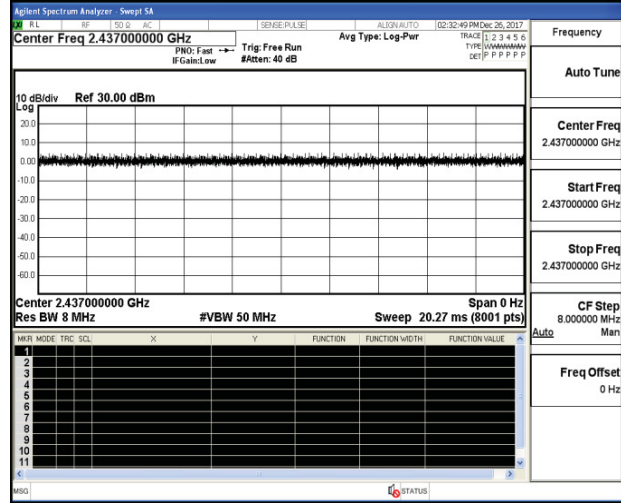 Agilent Spectrum Analyzer - Swept SA
RL RF 50 Ω AC SENSE:PULSE ALIGN AUTO 02:32:49 PM Dec 26, 2017
Center Freq 2.437000000 GHz
PNO: Fast
IFGain:Low
Trig: Free Run
#Atten: 40 dB
Avg Type: Log-Pwr
TRACE 1 2 3 4 5 6
TYPE WWWWWW
DET P P P P P P
10 dB/div Ref 30.00 dBm
Log
20.0
10.0
0.00
-10.0
-20.0
-30.0
-40.0
-50.0
-60.0
Center 2.437000000 GHz Span 0 Hz
Res BW 8 MHz #VBW 50 MHz Sweep 20.27 ms (8001 pts)
MKR MODE TRC SCL X Y FUNCTION FUNCTION WIDTH FUNCTION VALUE
1
2
3
4
5
6
7
8
9
10
11
MSG STATUS
Frequency
Auto Tune
Center Freq
2.437000000 GHz
Start Freq
2.437000000 GHz
Stop Freq
2.437000000 GHz
CF Step
8.000000 MHz
Auto Man
Freq Offset
0 Hz